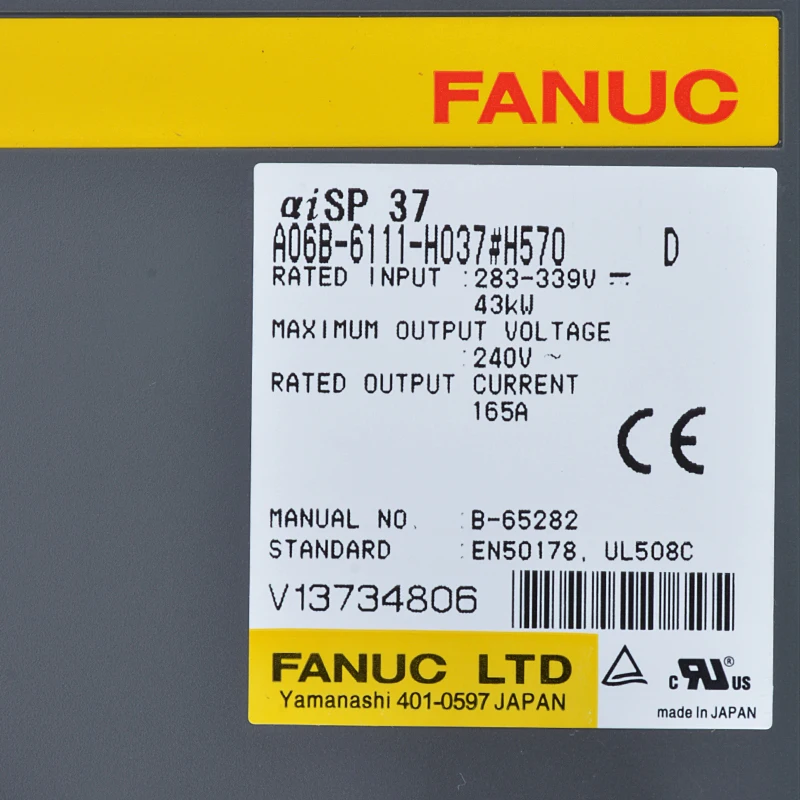 FANUC
αiSP 37
A06B-6111-H037#H570 D
RATED INPUT :283-339V ⎓
43kW
MAXIMUM OUTPUT VOLTAGE
:240V ~
RATED OUTPUT CURRENT
165A
CE
MANUAL NO. :B-65282
STANDARD :EN50178, UL508C
V13734806
FANUC LTD
Yamanashi 401-0597 JAPAN
c RU ® US
made In JAPAN